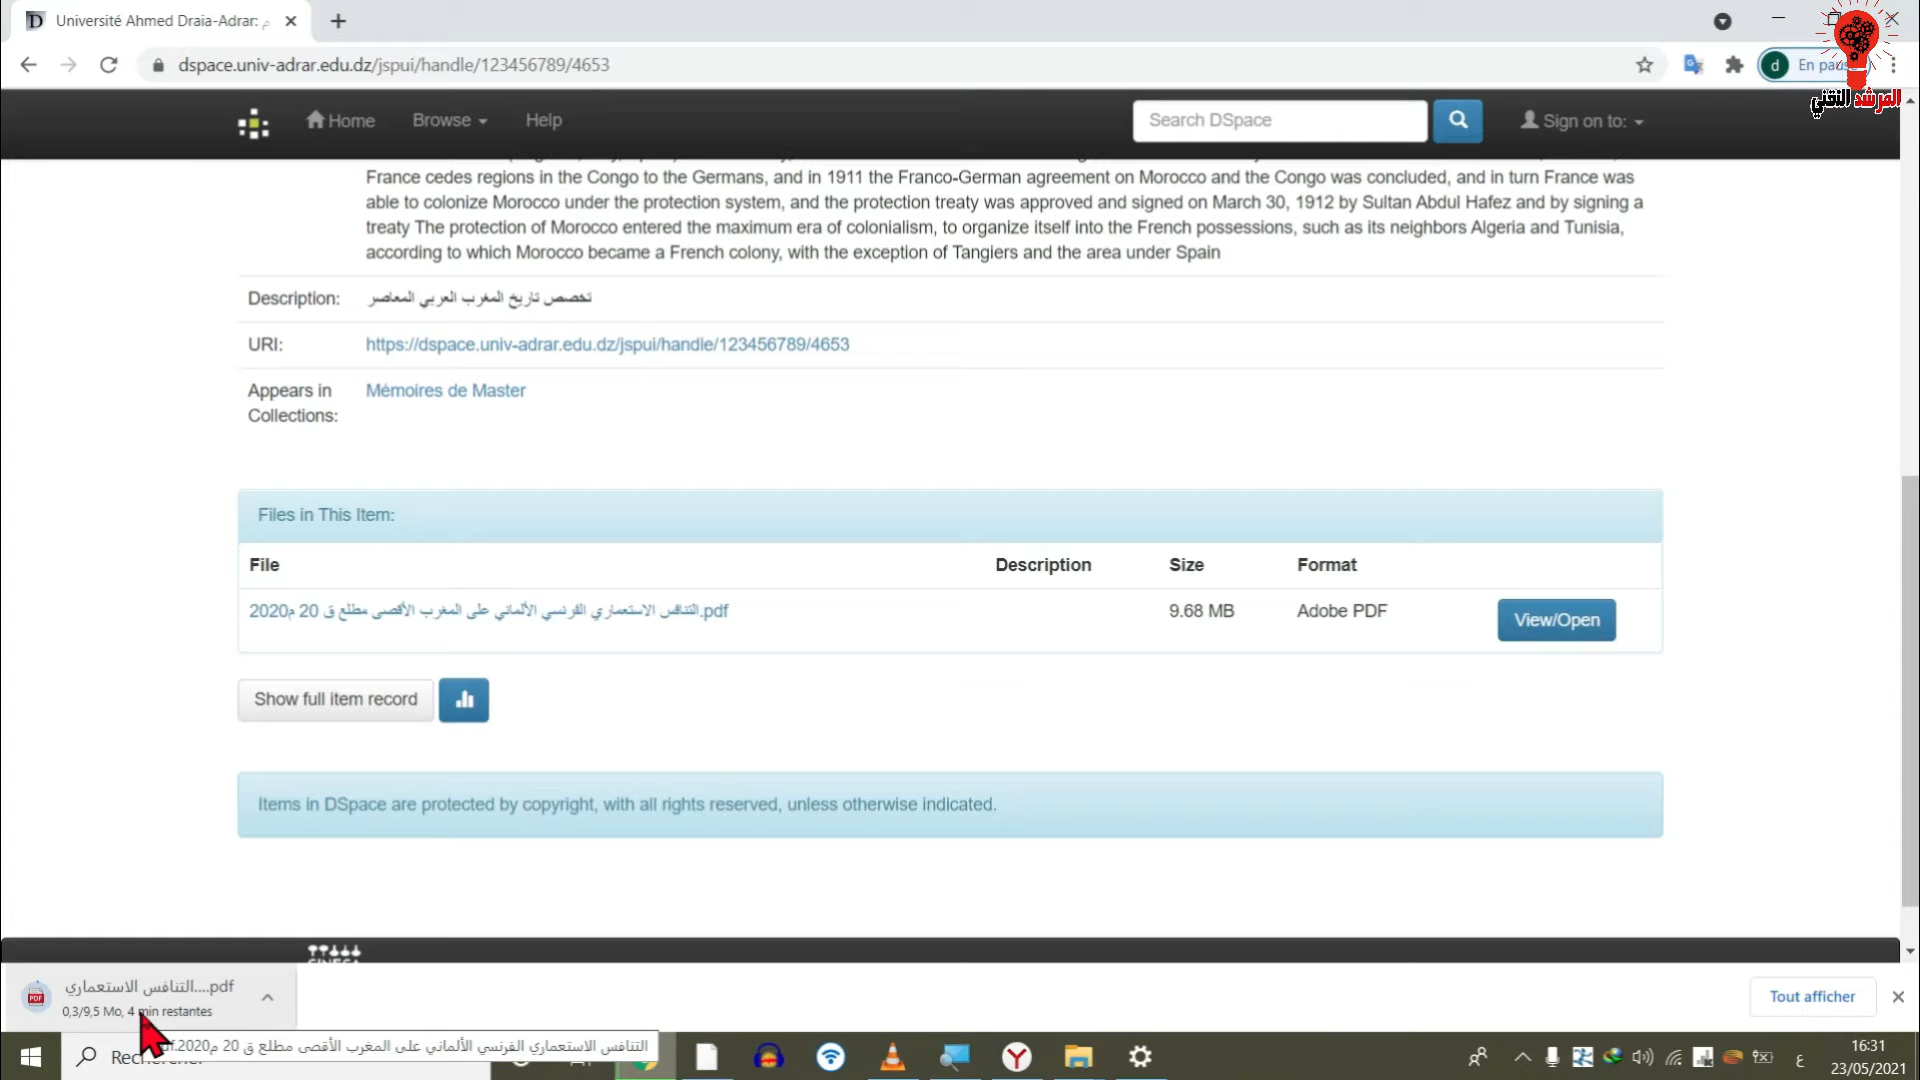 Université Ahmed Draia-Adrar:
dspace.univ-adrar.edu.dz/jspui/handle/123456789/4653
d En pause
المرشد التقني
Home Browse Help Search DSpace Sign on to:
France cedes regions in the Congo to the Germans, and in 1911 the Franco-German agreement on Morocco and the Congo was concluded, and in turn France was
able to colonize Morocco under the protection system, and the protection treaty was approved and signed on March 30, 1912 by Sultan Abdul Hafez and by signing a
treaty The protection of Morocco entered the maximum era of colonialism, to organize itself into the French possessions, such as its neighbors Algeria and Tunisia,
according to which Morocco became a French colony, with the exception of Tangiers and the area under Spain
Description: تخصص تاريخ المغرب العربي المعاصر
URI: https://dspace.univ-adrar.edu.dz/jspui/handle/123456789/4653
Appears in Collections: Mémoires de Master
Files in This Item:
File Description Size Format
التنافس الاستعماري الفرنسي الألماني على المغرب الأقصى مطلع ق 20 م2020.pdf 9.68 MB Adobe PDF View/Open
Show full item record
Items in DSpace are protected by copyright, with all rights reserved, unless otherwise indicated.
التنافس الاستعماري....pdf
0,3/9,5 Mo, 4 min restantes
Tout afficher
التنافس الاستعماري الفرنسي الألماني على المغرب الأقصى مطلع ق 20 م2020
PDF
ع
16:31
23/05/2021